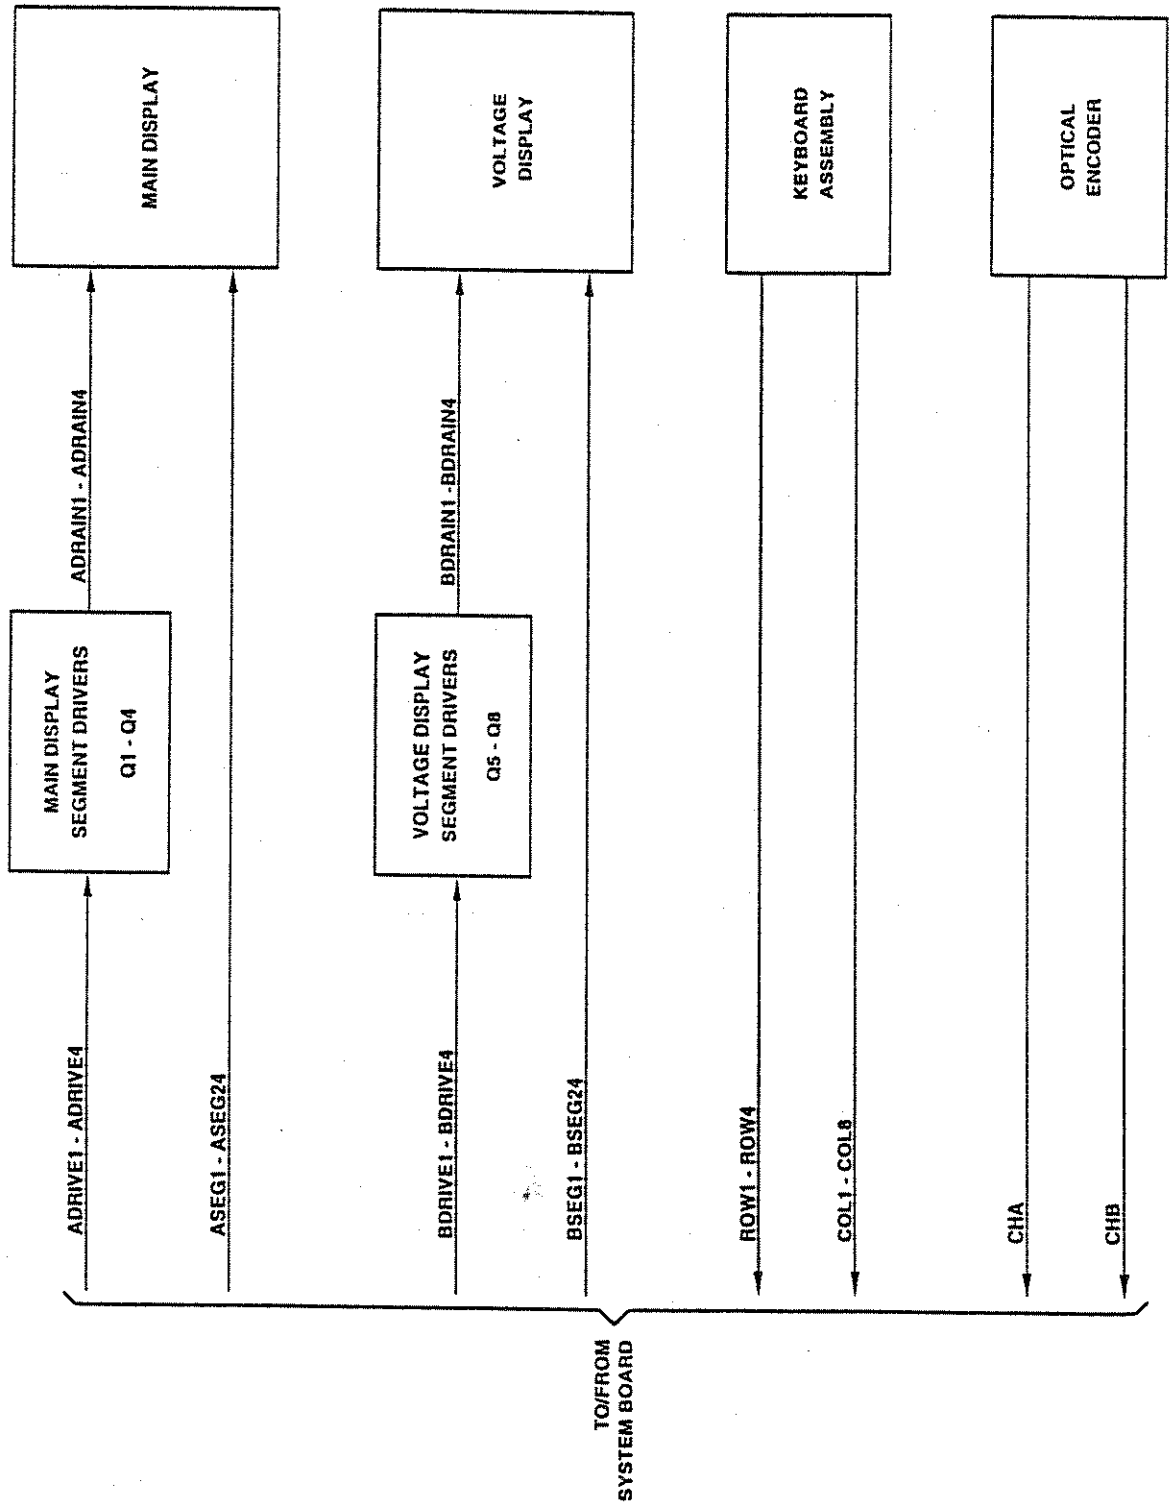 MAIN DISPLAY
VOLTAGE
DISPLAY
KEYBOARD
ASSEMBLY
OPTICAL
ENCODER
ADRAIN1 - ADRAIN4
BDRAIN1 -BDRAIN4
MAIN DISPLAY
SEGMENT DRIVERS
Q1 - Q4
VOLTAGE DISPLAY
SEGMENT DRIVERS
Q5 - Q8
ADRIVE1 - ADRIVE4
ASEG1 - ASEG24
BDRIVE1 - BDRIVE4
BSEG1 - BSEG24
ROW1 - ROW4
COL1 - COL8
CHA
CHB
TO/FROM
SYSTEM BOARD